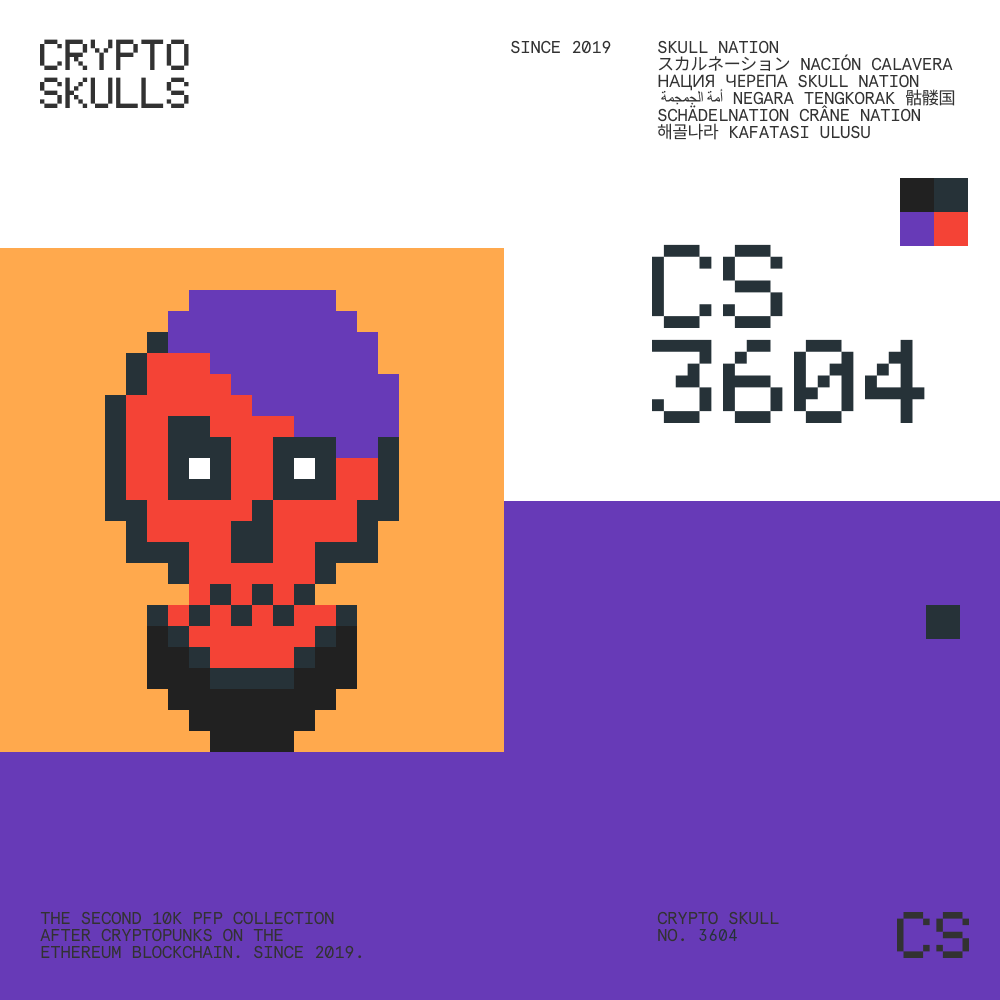 CRYPTO
SKULLS
SINCE 2019
SKULL NATION
スカルネーション NACIÓN CALAVERA
НАЦИЯ ЧЕРЕПА SKULL NATION
أمة الجمجمة NEGARA TENGKORAK 骷髅国
SCHÄDELNATION CRÂNE NATION
해골나라 KAFATASI ULUSU
CS
3604
THE SECOND 10K PFP COLLECTION
AFTER CRYPTOPUNKS ON THE
ETHEREUM BLOCKCHAIN. SINCE 2019.
CRYPTO SKULL
NO. 3604
CS